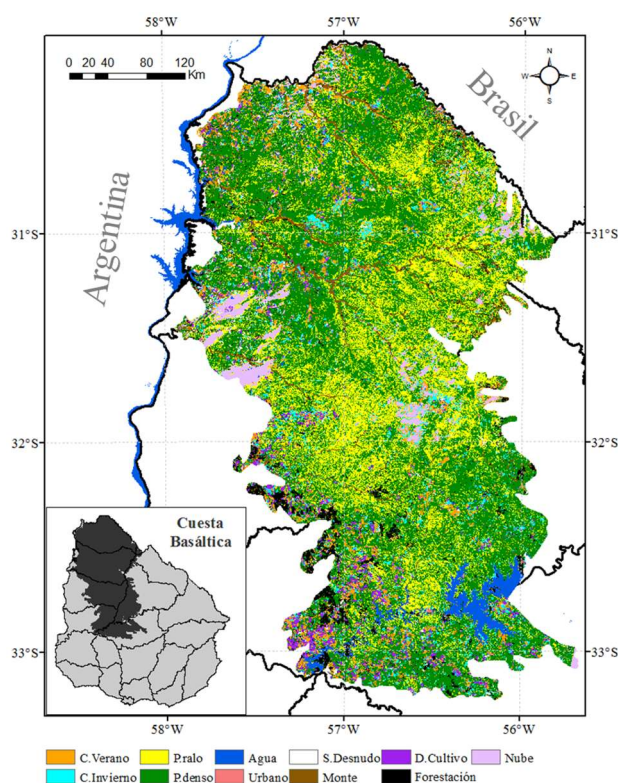 58°W 57°W 56°W
0 20 40 80 120
Km
N
W E
S
Brasil
Argentina
31°S 31°S
32°S 32°S
33°S 33°S
Cuesta
Basáltica
58°W 57°W 56°W
C.Verano P.ralo Agua S.Desnudo D.Cultivo Nube
C.Invierno P.denso Urbano Monte Forestación